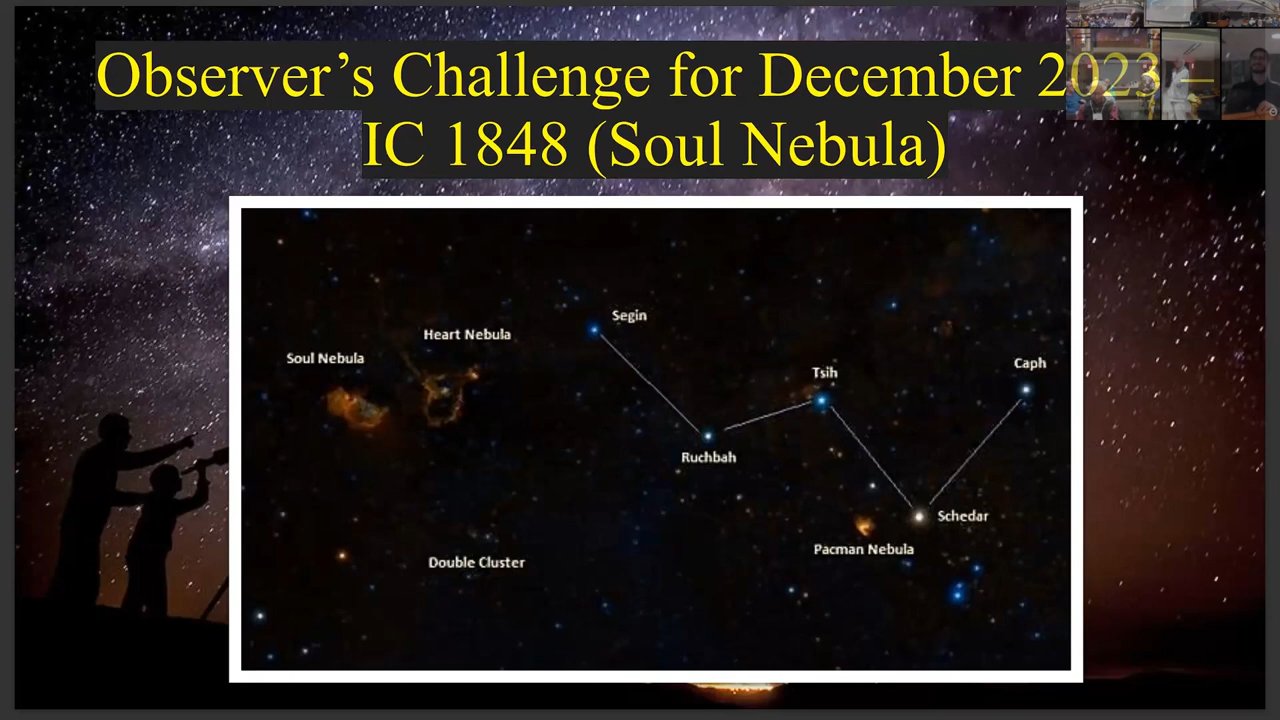 Observer’s Challenge for December 2023 –
IC 1848 (Soul Nebula)
Segin
Heart Nebula
Soul Nebula
Caph
Tsih
Ruchbah
Schedar
Pacman Nebula
Double Cluster